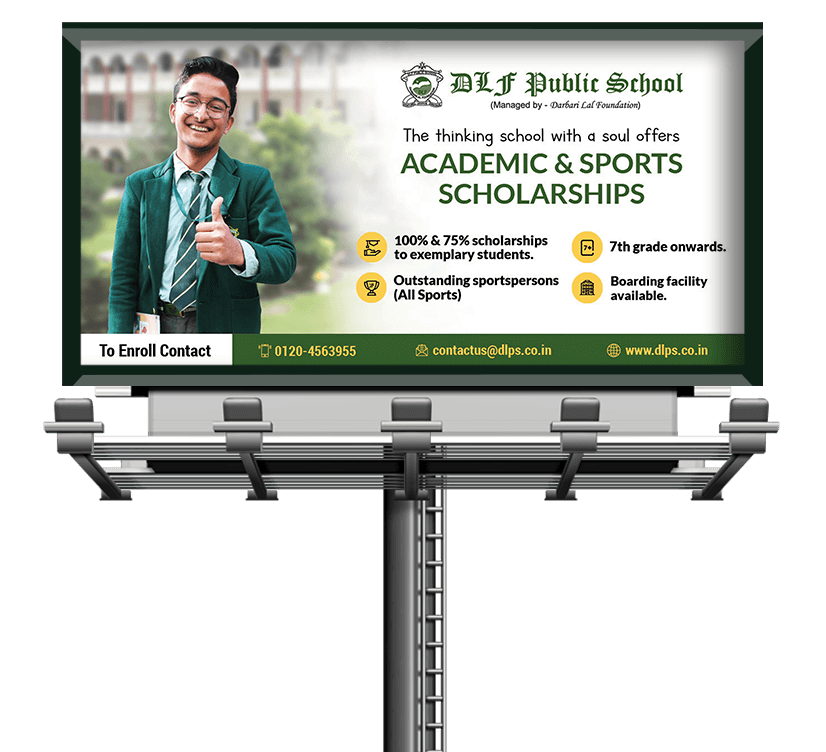 DLF Public School
(Managed by - Darbari Lal Foundation)
The thinking school with a soul offers
ACADEMIC & SPORTS
SCHOLARSHIPS
100% & 75% scholarships
to exemplary students.
7+
7th grade onwards.
Outstanding sportspersons
(All Sports)
Boarding facility
available.
To Enroll Contact
0120-4563955
contactus@dlps.co.in
www.dlps.co.in